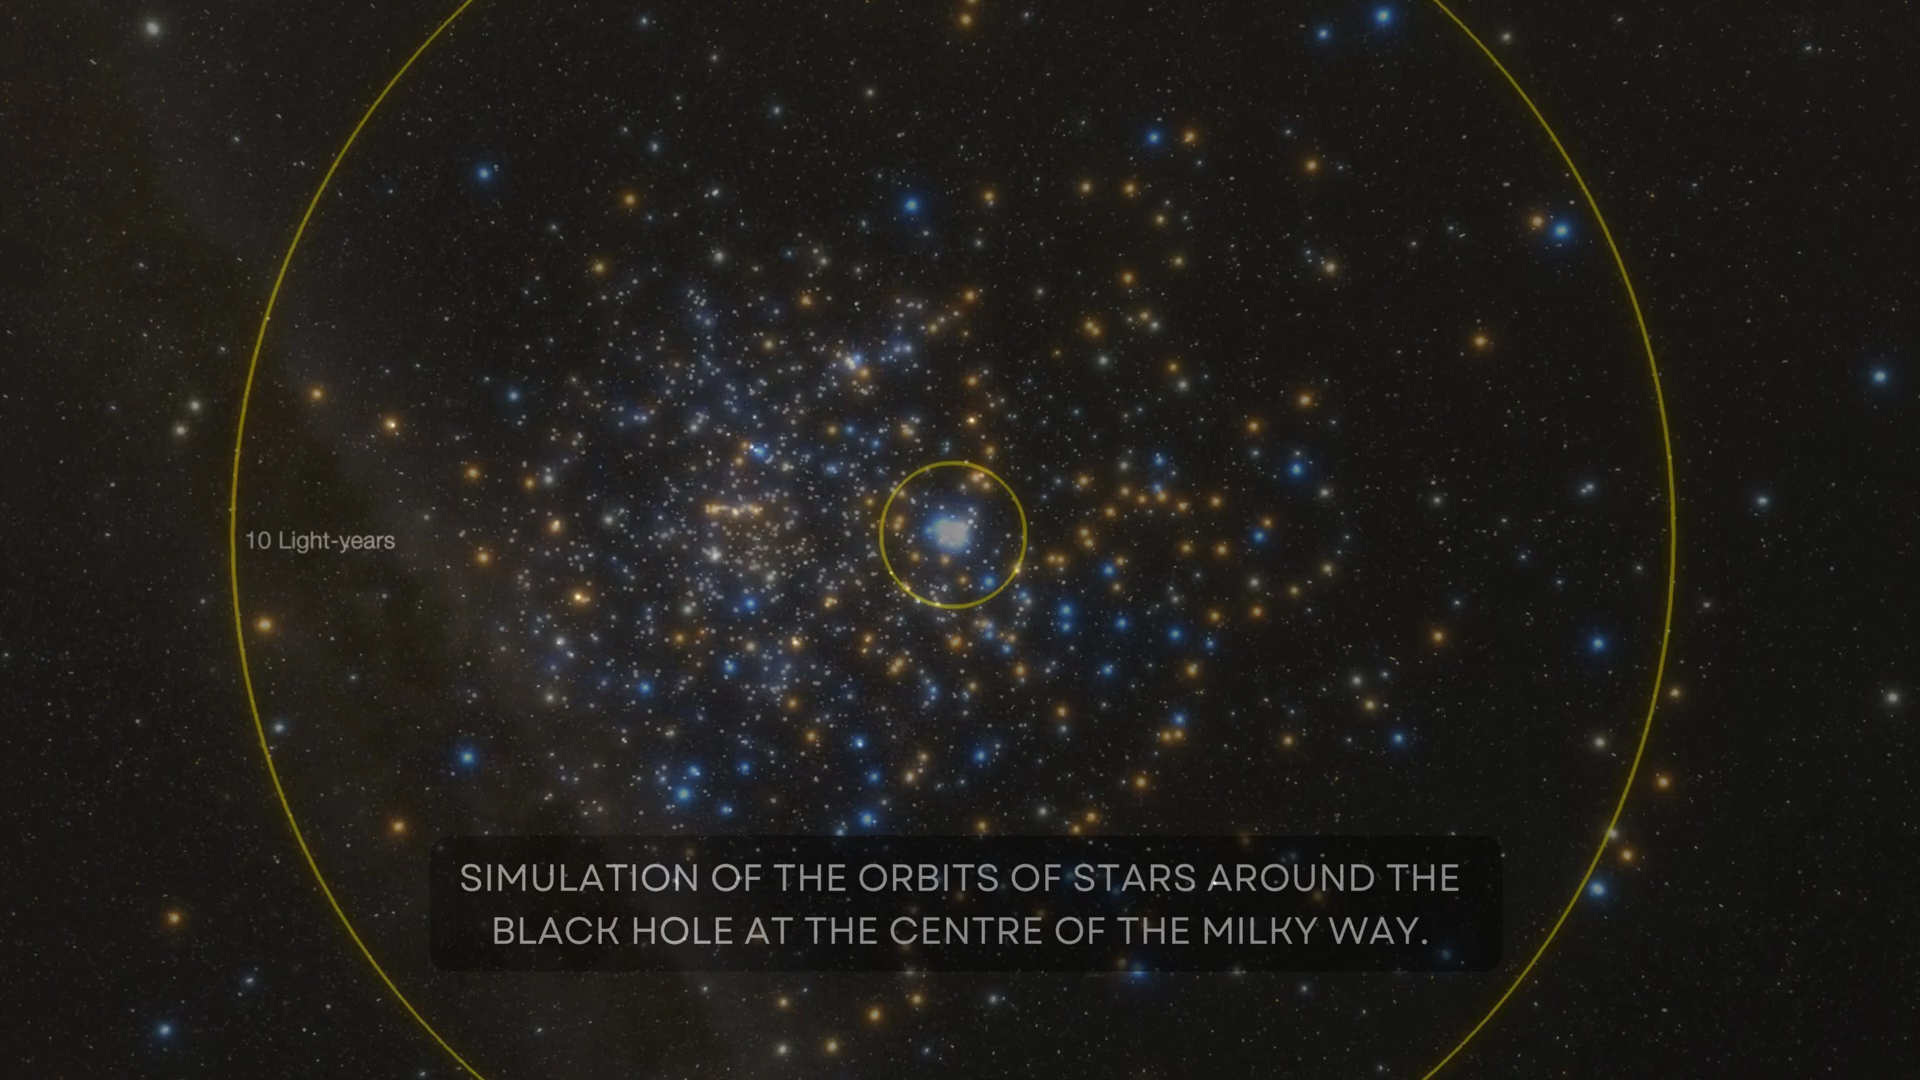 10 Light-years
SIMULATION OF THE ORBITS OF STARS AROUND THE
BLACK HOLE AT THE CENTRE OF THE MILKY WAY.